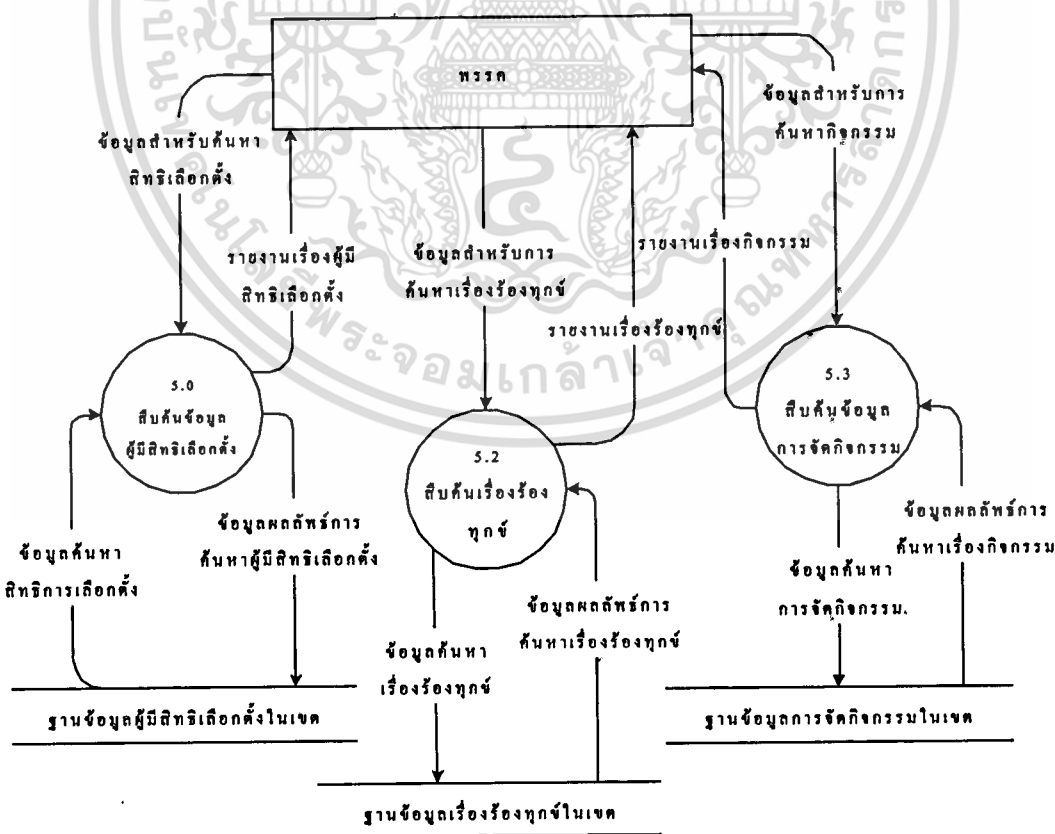 พรรค
ข้อมูลสำหรับการ
ค้นหากิจกรรม
ข้อมูลสำหรับค้นหา
สิทธิเลือกตั้ง
รายงานเรื่องผู้มี
สิทธิเลือกตั้ง
ข้อมูลสำหรับการ
ค้นหาเรื่องร้องทุกข์
รายงานเรื่องกิจกรรม
รายงานเรื่องร้องทุกข์
5.0
สืบค้นข้อมูล
ผู้มีสิทธิเลือกตั้ง
5.2
สืบค้นเรื่องร้อง
ทุกข์
5.3
สืบค้นข้อมูล
การจัดกิจกรรม
ข้อมูลค้นหา
สิทธิการเลือกตั้ง
ข้อมูลผลลัพธ์การ
ค้นหาผู้มีสิทธิเลือกตั้ง
ข้อมูลค้นหา
เรื่องร้องทุกข์
ข้อมูลผลลัพธ์การ
ค้นหาเรื่องร้องทุกข์
ข้อมูลค้นหา
การจัดกิจกรรม.
ข้อมูลผลลัพธ์การ
ค้นหาเรื่องกิจกรรม
ฐานข้อมูลผู้มีสิทธิเลือกตั้งในเขต
ฐานข้อมูลเรื่องร้องทุกข์ในเขต
ฐานข้อมูลการจัดกิจกรรมในเขต